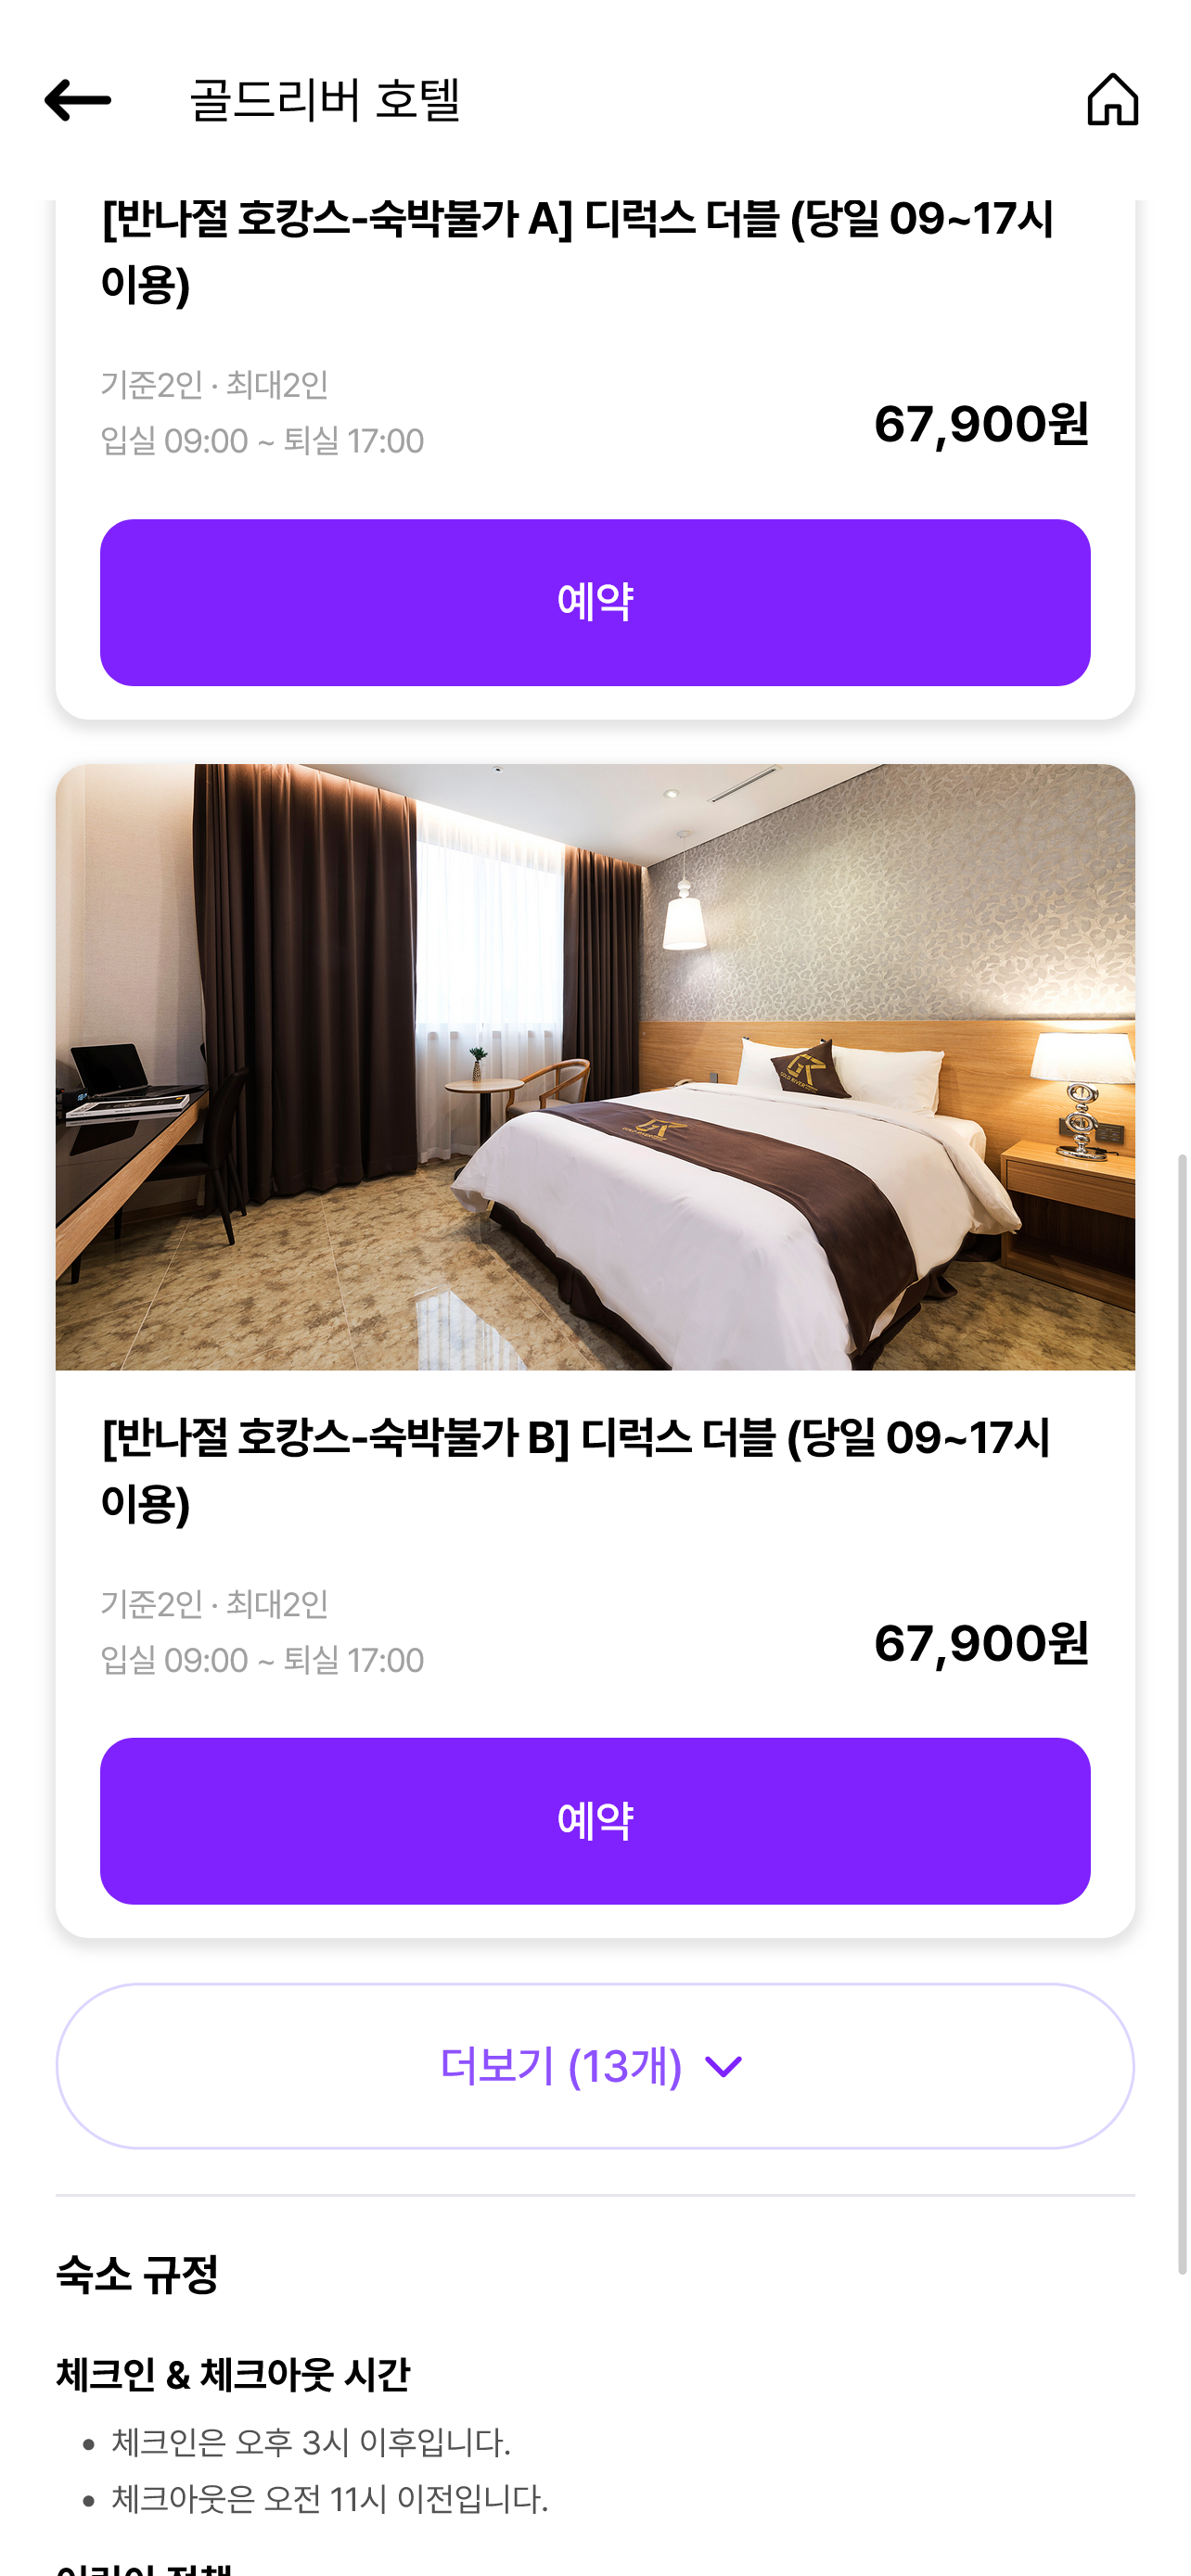 골드리버 호텔
[반나절 호캉스-숙박불가 A] 디럭스 더블 (당일 09~17시
이용)
기준2인 · 최대2인
입실 09:00 ~ 퇴실 17:00
67,900원
예약
[반나절 호캉스-숙박불가 B] 디럭스 더블 (당일 09~17시
이용)
기준2인 · 최대2인
입실 09:00 ~ 퇴실 17:00
67,900원
예약
더보기 (13개)
숙소 규정
체크인 & 체크아웃 시간
• 체크인은 오후 3시 이후입니다.
• 체크아웃은 오전 11시 이전입니다.